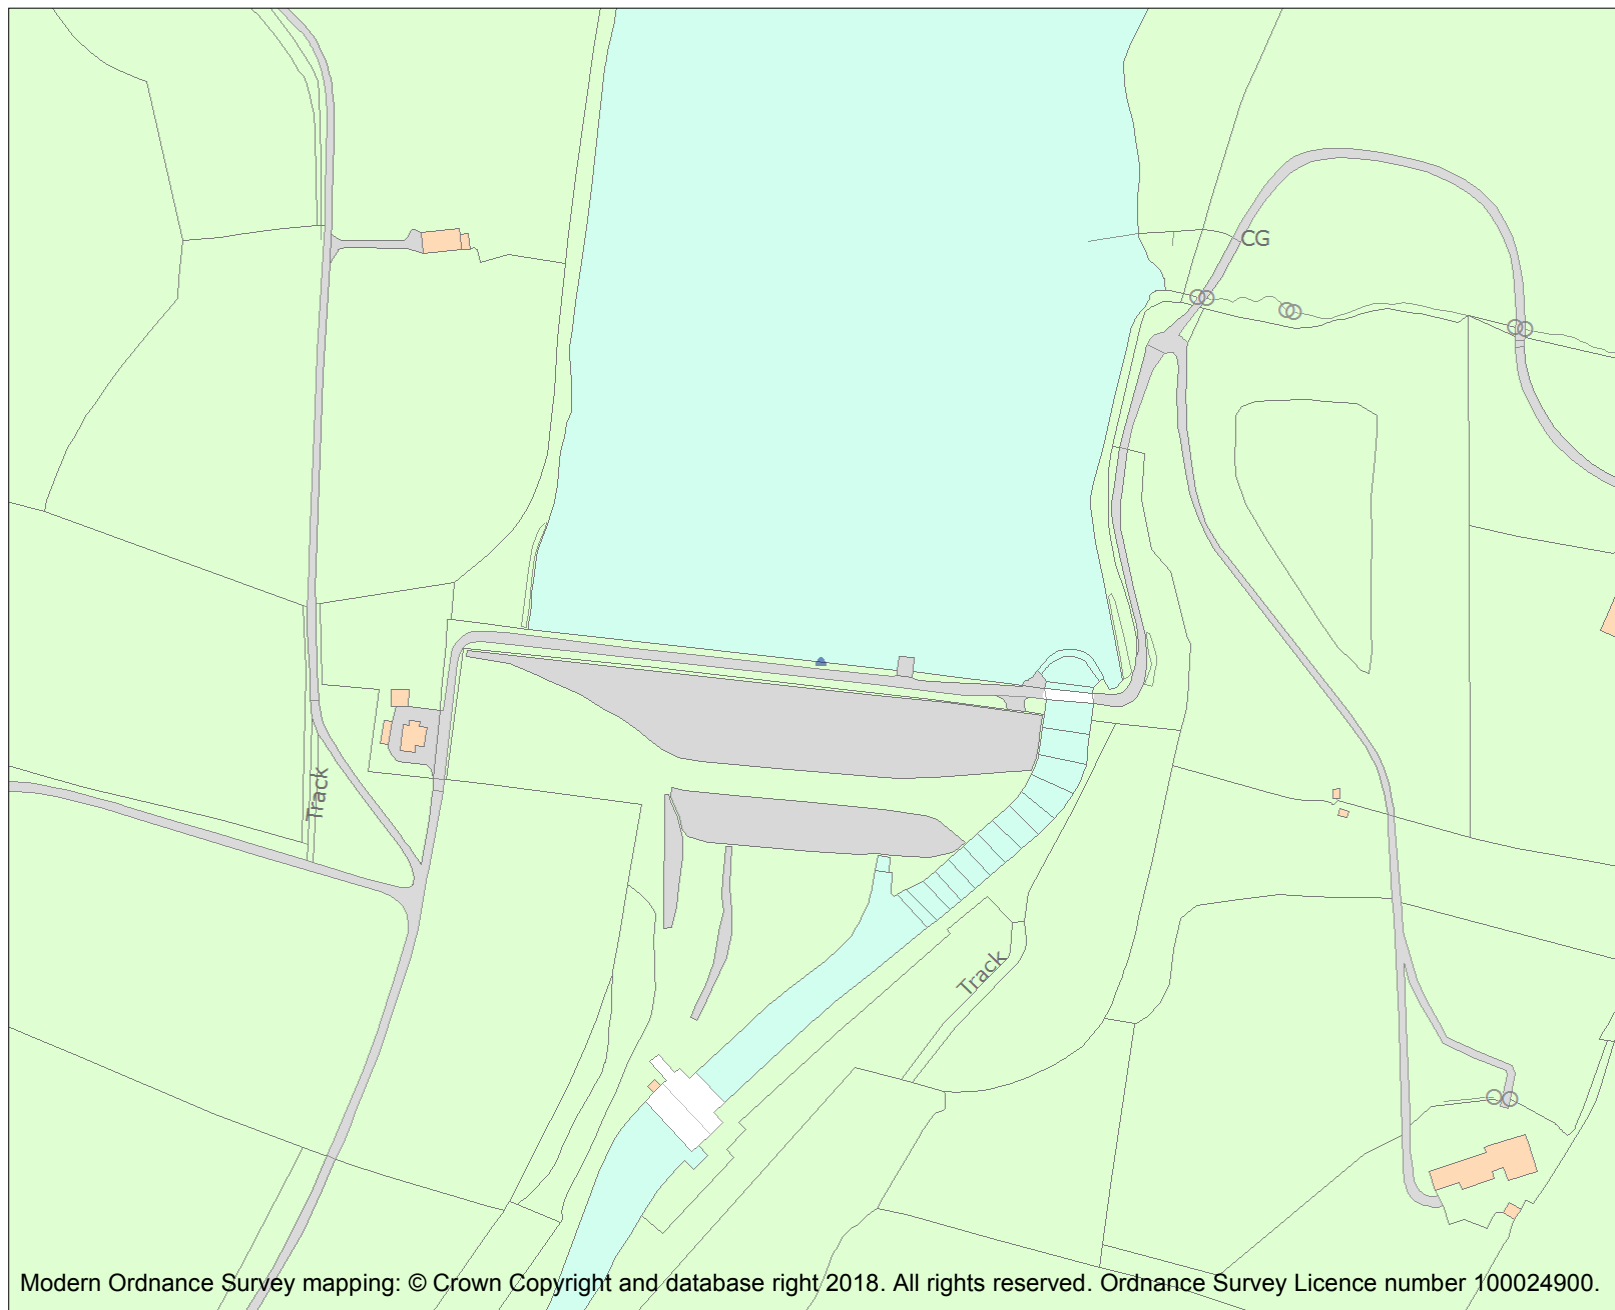 CG
Track
Track
Modern Ordnance Survey mapping: © Crown Copyright and database right 2018. All rights reserved. Ordnance Survey Licence number 100024900.